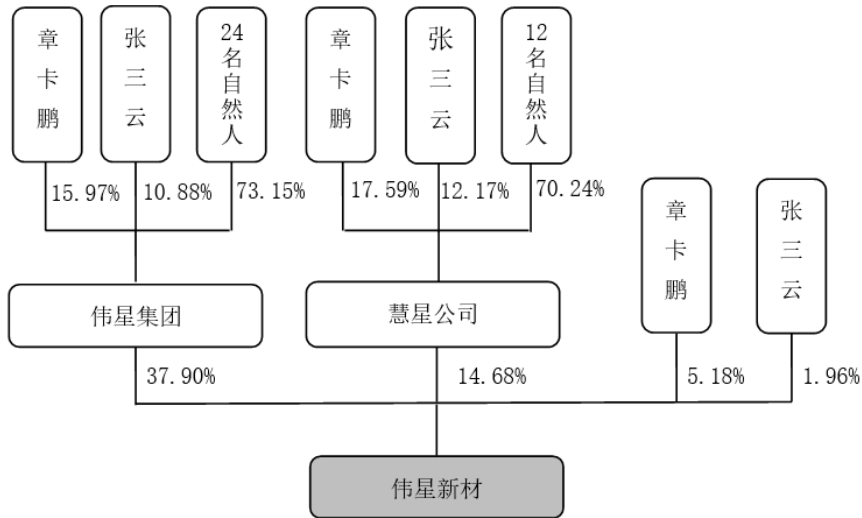 章卡鹏
张三云
24名自然人
章卡鹏
张三云
12名自然人
15.97%
10.88%
73.15%
17.59%
12.17%
70.24%
章卡鹏
张三云
伟星集团
慧星公司
37.90%
14.68%
5.18%
1.96%
伟星新材